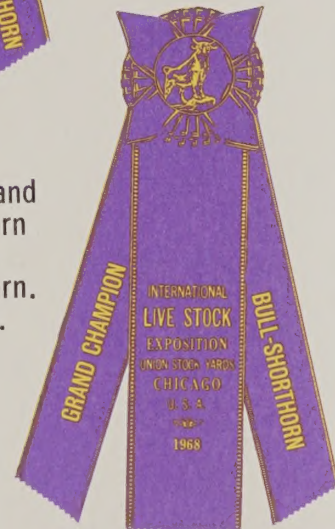 HORN
and
rn
rn.
.
GRAND CHAMPION
INTERNATIONAL
LIVE STOCK
EXPOSITION
UNION STOCK YARDS
CHICAGO
U. S. A.
1968
BULL-SHORTHORN